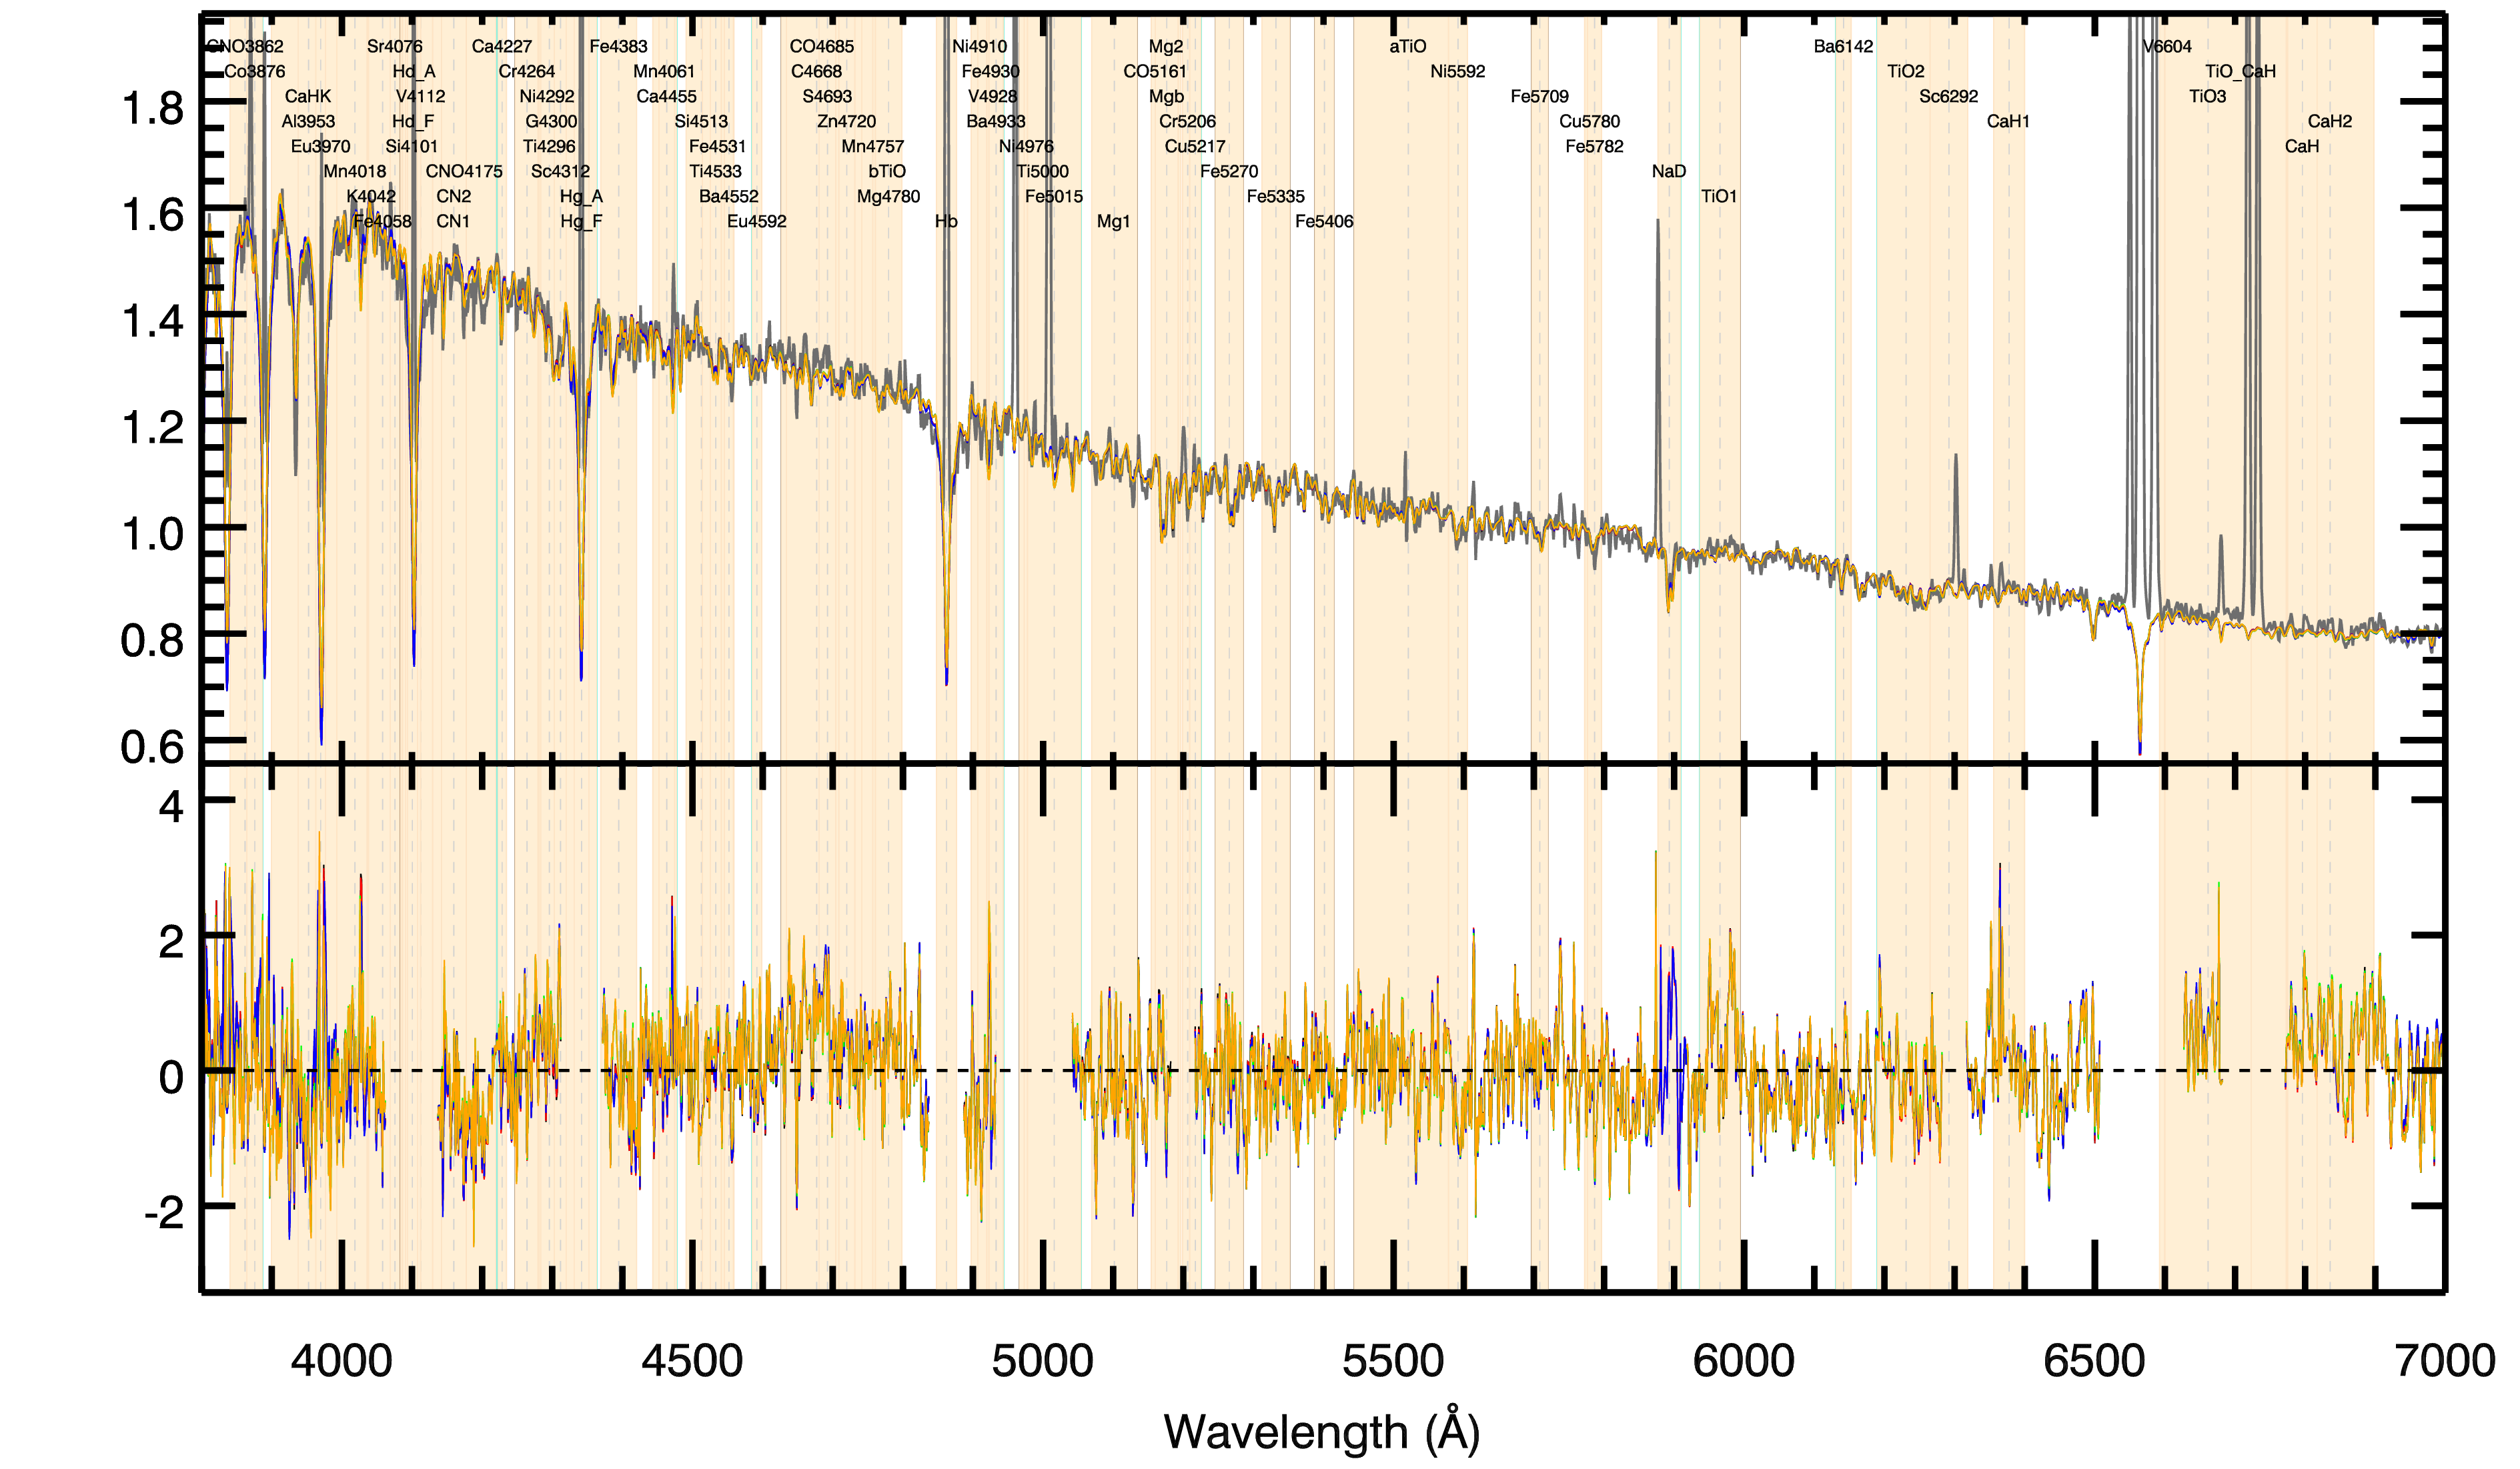 CNO3862 Sr4076 Ca4227 Fe4383 CO4685 Ni4910 Mg2 aTiO Ba6142 V6604
Co3876 Hd_A Cr4264 Mn4061 C4668 Fe4930 CO5161 Ni5592 TiO2 TiO_CaH
1.8 CaHK V4112 Ni4292 Ca4455 S4693 V4928 Mgb Fe5709 Sc6292 TiO3
Al3953 Hd_F G4300 Si4513 Zn4720 Ba4933 Cr5206 Cu5780 CaH1 CaH2
Eu3970 Si4101 Ti4296 Fe4531 Mn4757 Ni4976 Cu5217 Fe5782 CaH
Mn4018 CNO4175 Sc4312 Ti4533 bTiO Ti5000 Fe5270 NaD
1.6 K4042 CN2 Hg_A Ba4552 Mg4780 Fe5015 Fe5335 TiO1
Fe4058 CN1 Hg_F Eu4592 Hb Mg1 Fe5406
1.4
1.2
1.0
0.8
0.6
4
2
0
-2
4000 4500 5000 5500 6000 6500 7000
Wavelength (Å)